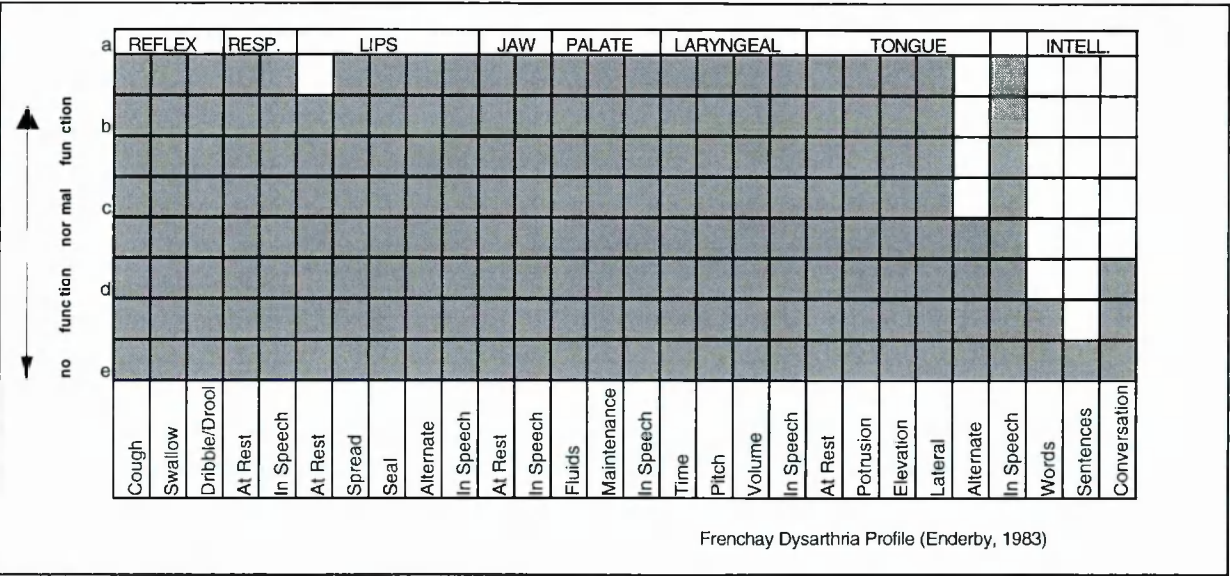 a REFLEX RESP. LIPS JAW PALATE LARYNGEAL TONGUE INTELL.
b
c
d
e
no function nor mal fun ction
Cough
Swallow
Dribble/Drool
At Rest
In Speech
At Rest
Spread
Seal
Alternate
In Speech
At Rest
In Speech
Fluids
Maintenance
In Speech
Time
Pitch
Volume
In Speech
At Rest
Potrusion
Elevation
Lateral
Alternate
In Speech
Words
Sentences
Conversation
Frenchay Dysarthria Profile (Enderby, 1983)